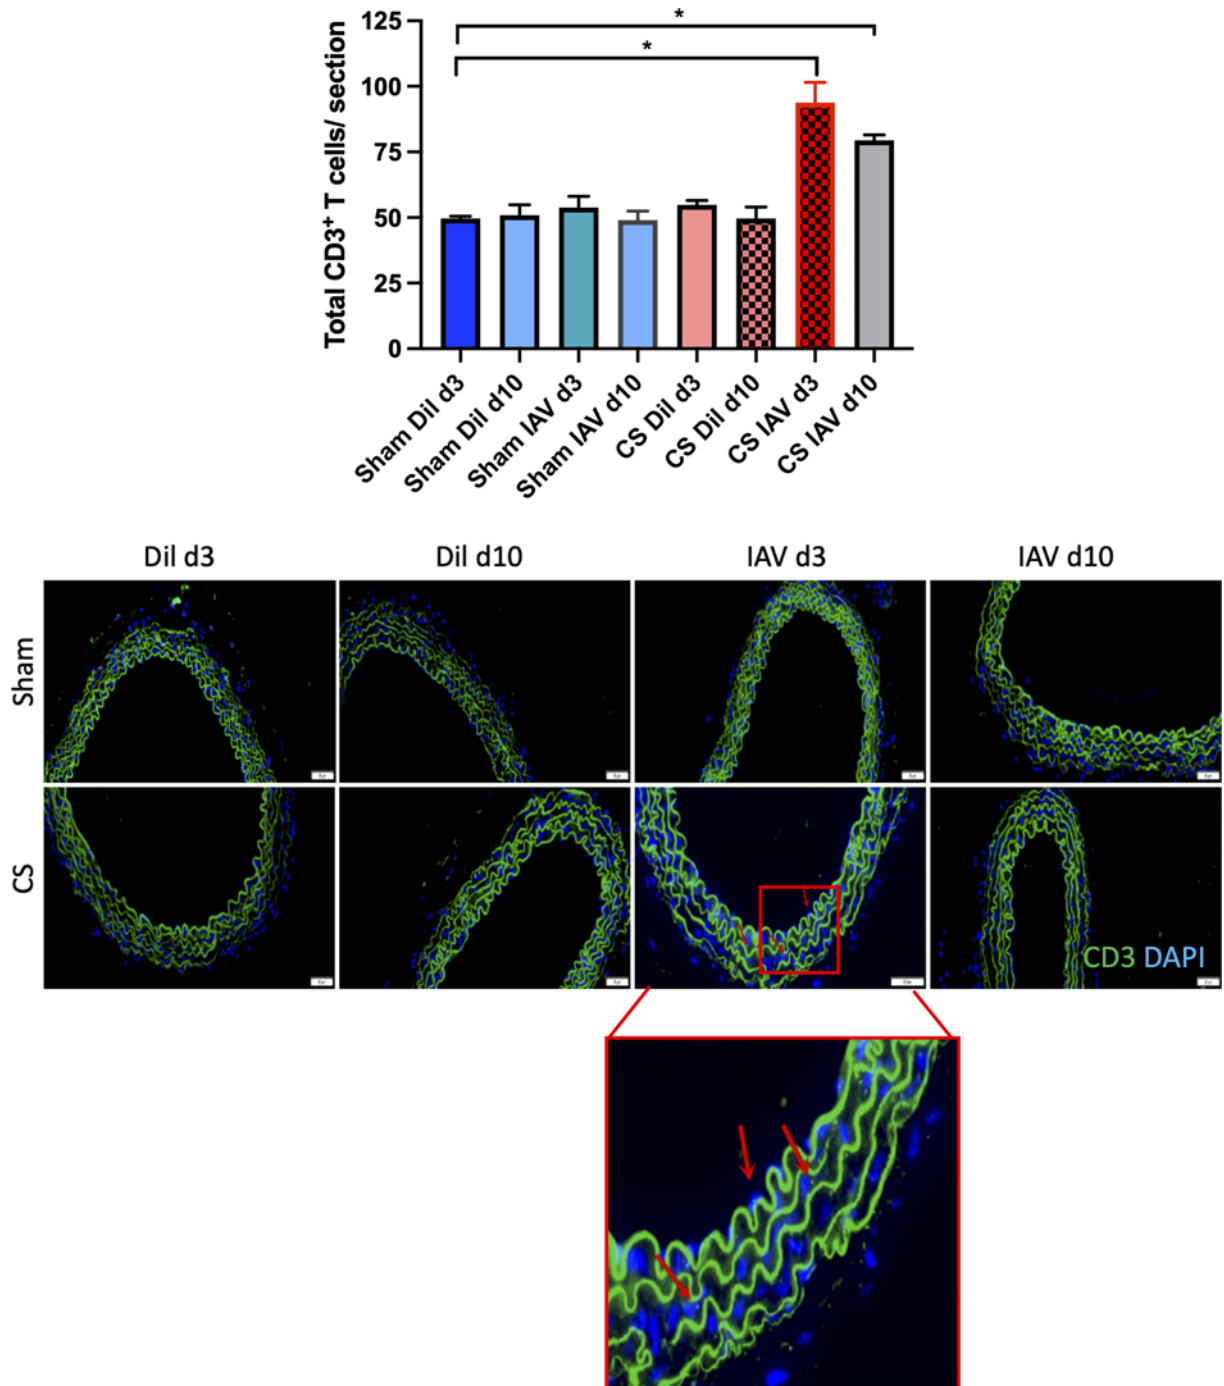 Total CD3⁺ T cells/ section
125
100
75
50
25
0
*
*
Sham Dil d3
Sham Dil d10
Sham IAV d3
Sham IAV d10
CS Dil d3
CS Dil d10
CS IAV d3
CS IAV d10
Dil d3 Dil d10 IAV d3 IAV d10
Sham
CS
CD3 DAPI